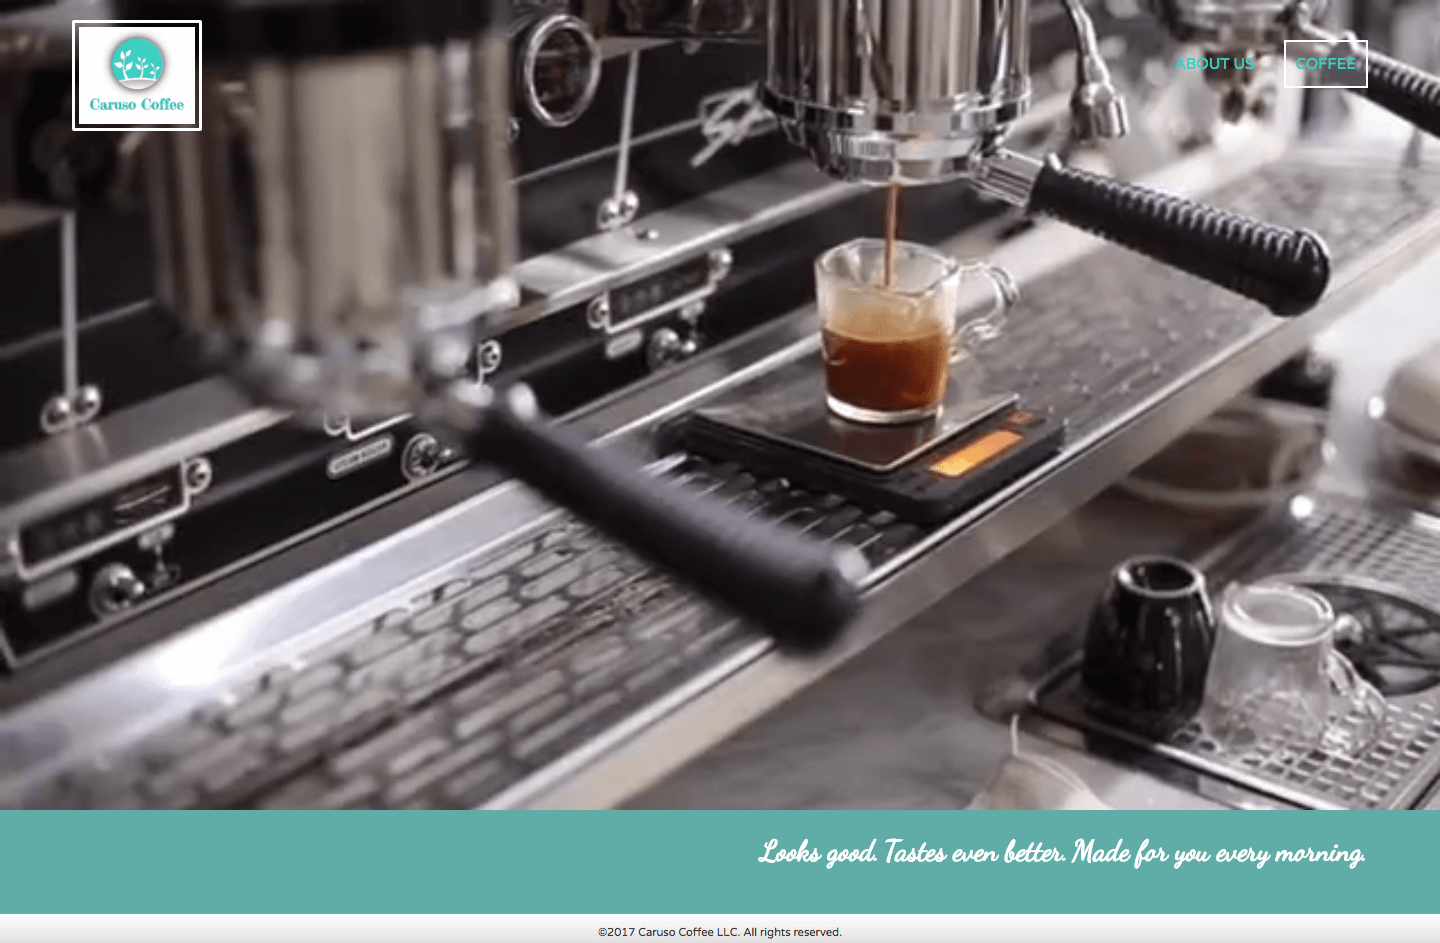 Caruso Coffee
ABOUT US
COFFEE
Looks good. Tastes even better. Made for you every morning.
©2017 Caruso Coffee LLC. All rights reserved.